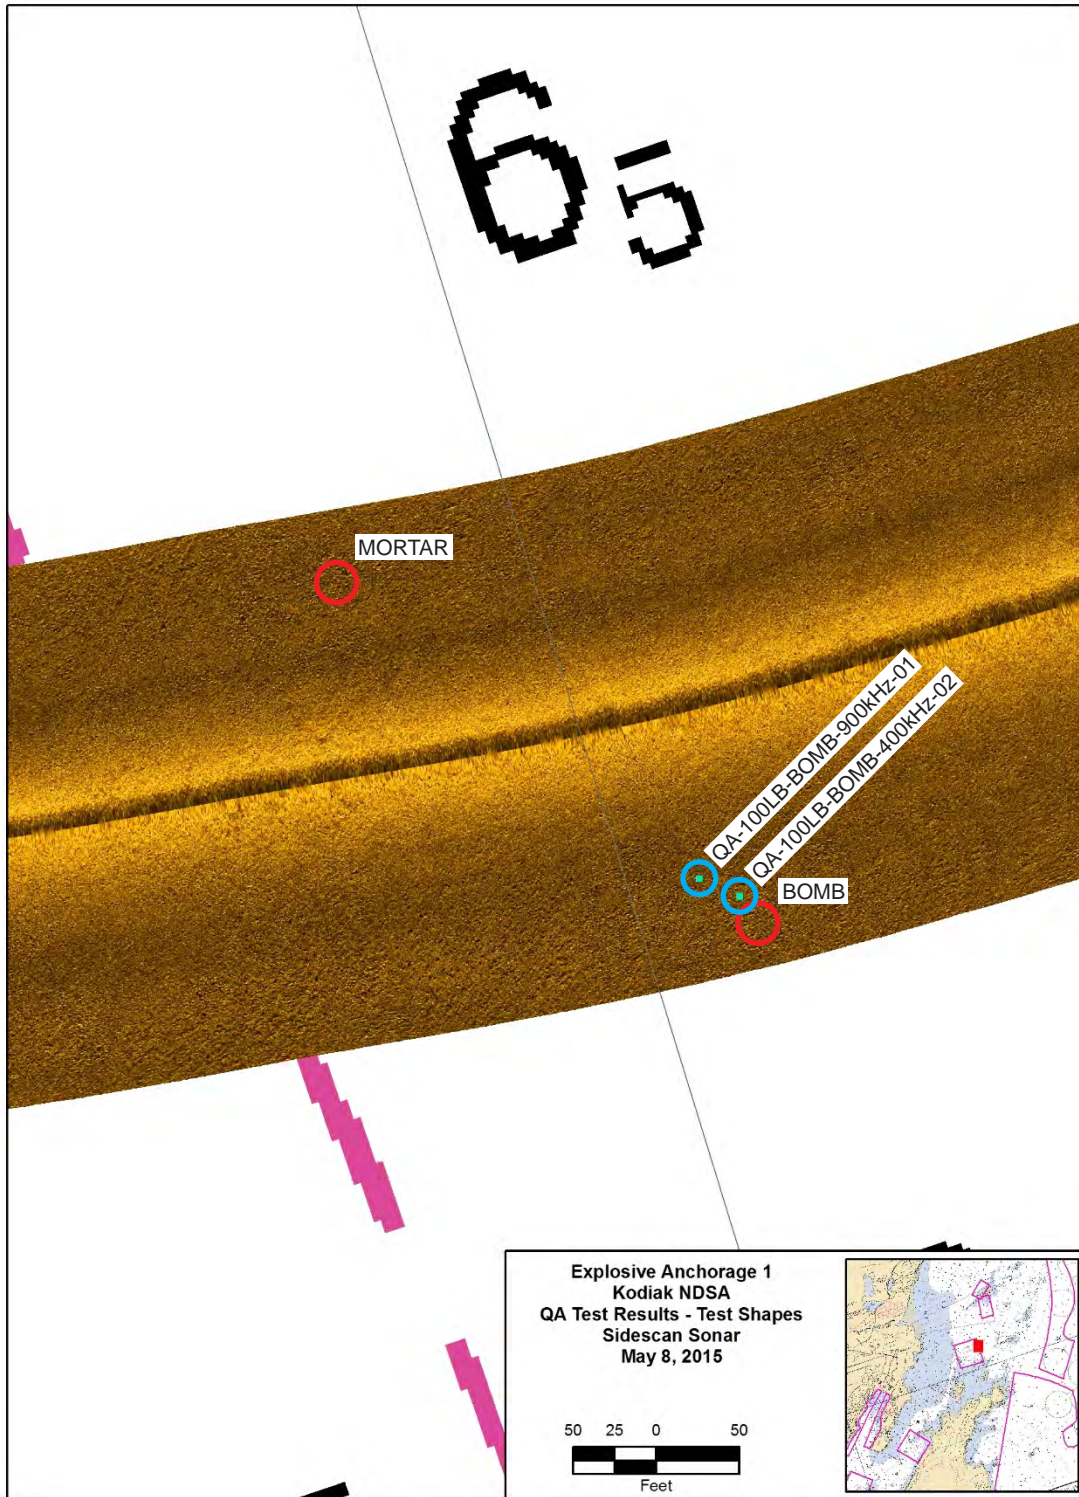 65
MORTAR
QA-100LB-BOMB-900kHz-01
QA-100LB-BOMB-400kHz-02
BOMB
Explosive Anchorage 1
Kodiak NDSA
QA Test Results - Test Shapes
Sidescan Sonar
May 8, 2015
50 25 0 50
Feet